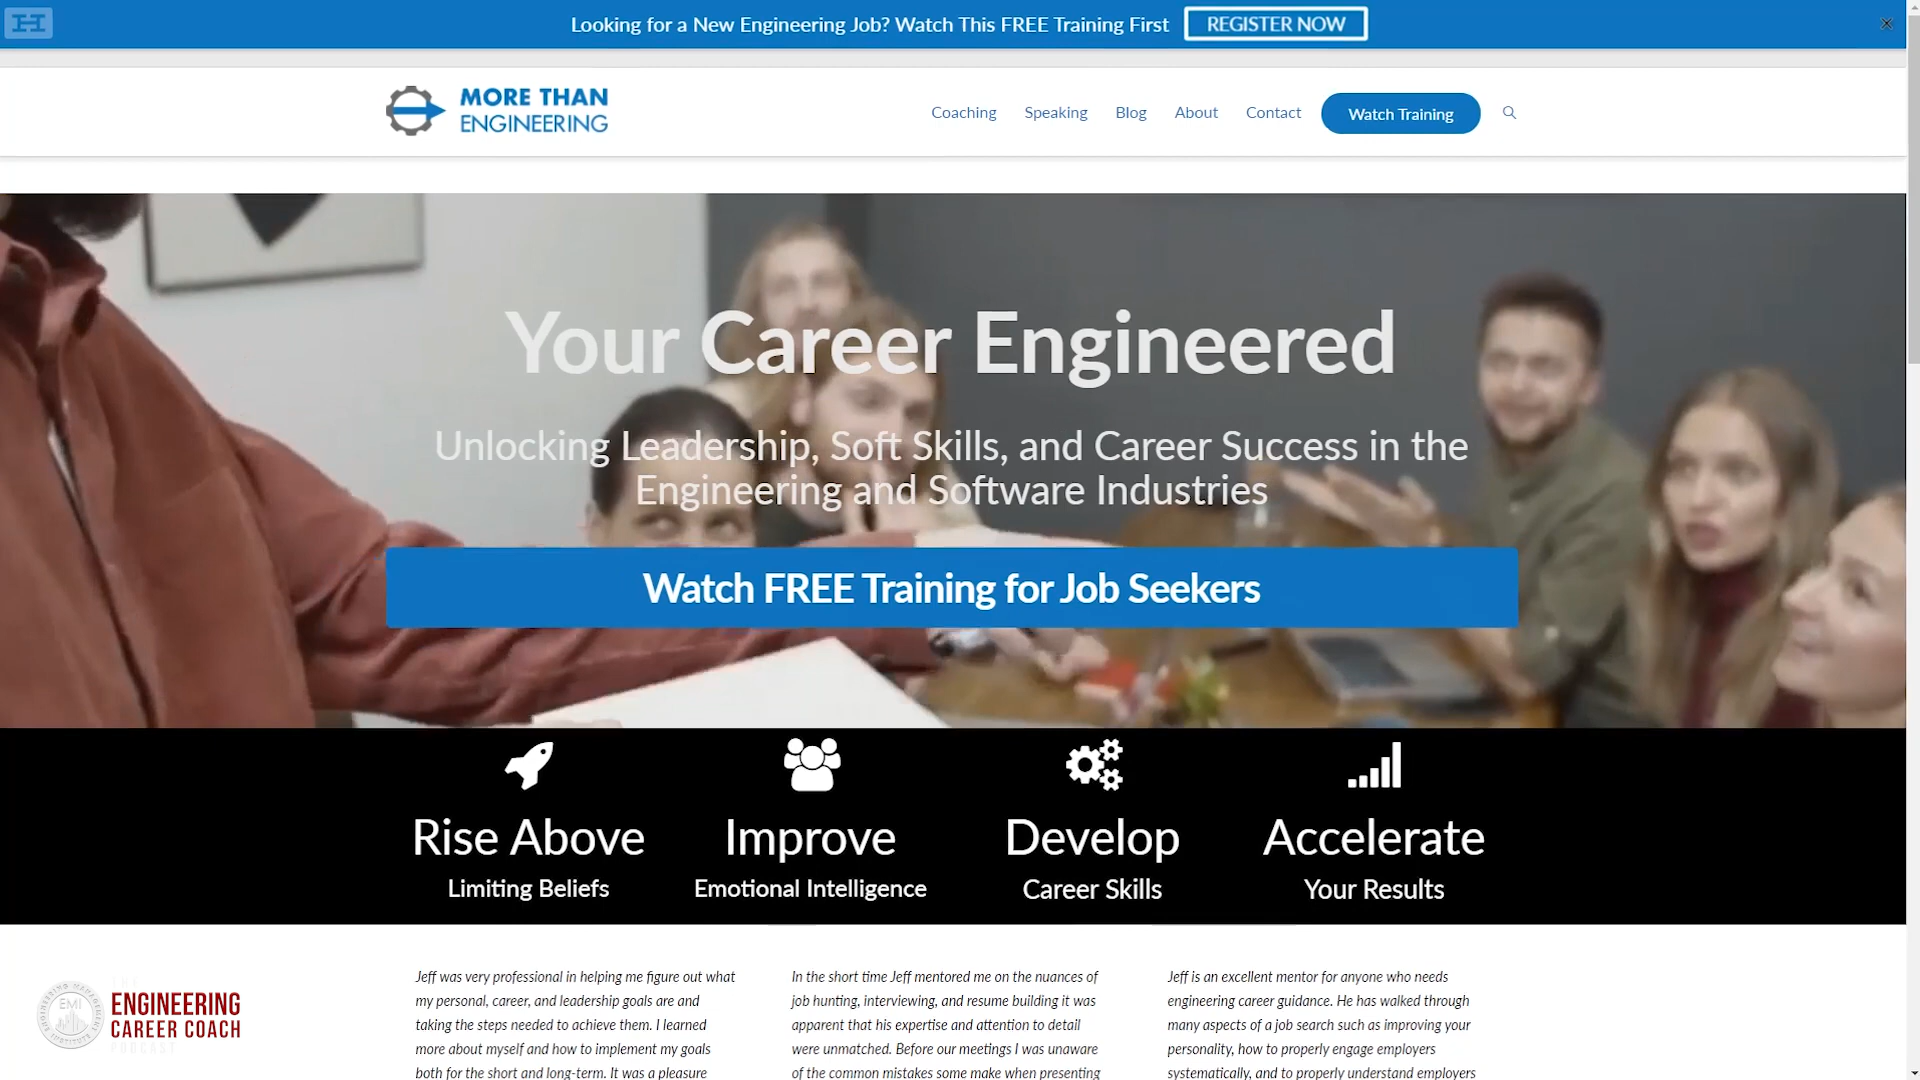 Looking for a New Engineering Job? Watch This FREE Training First
REGISTER NOW
MORE THAN
ENGINEERING
Coaching
Speaking
Blog
About
Contact
Watch Training
Your Career Engineered
Unlocking Leadership, Soft Skills, and Career Success in the
Engineering and Software Industries
Watch FREE Training for Job Seekers
Rise Above
Limiting Beliefs
Improve
Emotional Intelligence
Develop
Career Skills
Accelerate
Your Results
Jeff was very professional in helping me figure out what
my personal, career, and leadership goals are and
taking the steps needed to achieve them. I learned
more about myself and how to implement my goals
both for the short and long-term. It was a pleasure
In the short time Jeff mentored me on the nuances of
job hunting, interviewing, and resume building it was
apparent that his expertise and attention to detail
were unmatched. Before our meetings I was unaware
of the common mistakes some make when presenting
Jeff is an excellent mentor for anyone who needs
engineering career guidance. He has walked through
many aspects of a job search such as improving your
personality, how to properly engage employers
systematically, and to properly understand employers
EMI
ENGINEERING MANAGEMENT INSTITUTE
THE
ENGINEERING
CAREER COACH
PODCAST